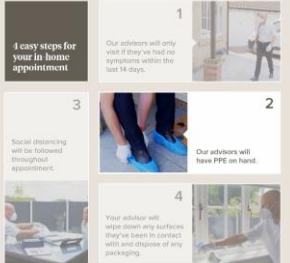 4 easy steps for
your in-home
appointment
1
Our advisors will only
visit if they've had no
symptoms within the
last 14 days.
2
Our advisors will
have PPE on hand.
3
Social distancing
will be followed
throughout
appointment.
4
Your advisor will
wipe down any surfaces
they've been in contact
with and dispose of any
packaging.